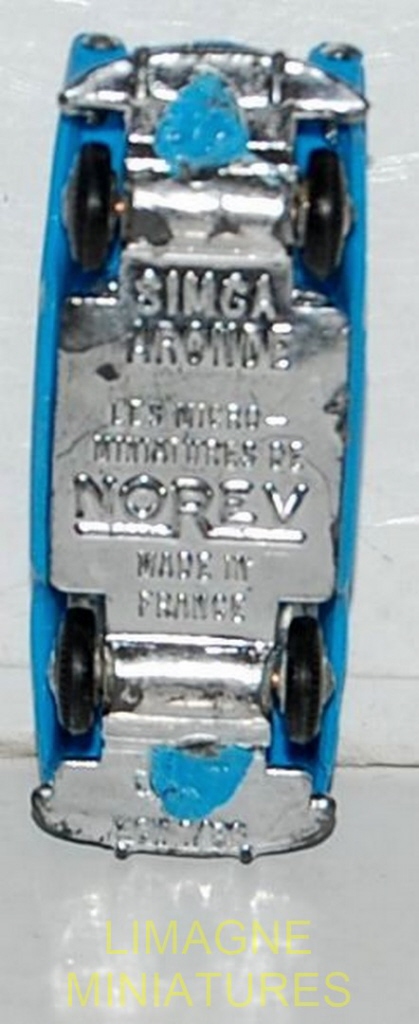 SIMCA
ARONDE
LES MICRO-
MINIATURES DE
NOREV
MADE IN
FRANCE
LIMAGNE
MINIATURES